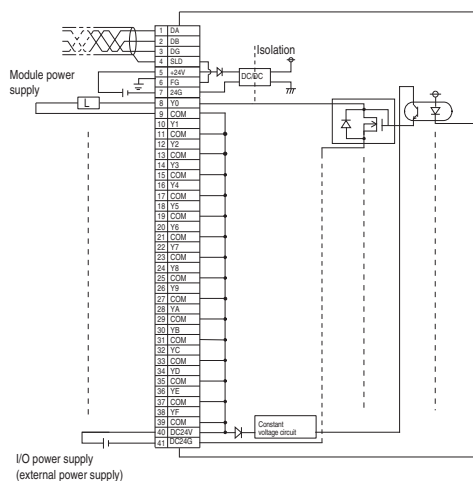 1 DA
2 DB
3 DG
4 SLD
5 +24V
6 FG
7 24G
8 Y0
9 COM
10 Y1
11 COM
12 Y2
13 COM
14 Y3
15 COM
16 Y4
17 COM
18 Y5
19 COM
20 Y6
21 COM
22 Y7
23 COM
24 Y8
25 COM
26 Y9
27 COM
28 YA
29 COM
30 YB
31 COM
32 YC
33 COM
34 YD
35 COM
36 YE
37 COM
38 YF
39 COM
40 DC24V
41 DC24G
Isolation
DC/DC
Module power
supply
L
Constant
voltage circuit
I/O power supply
(external power supply)